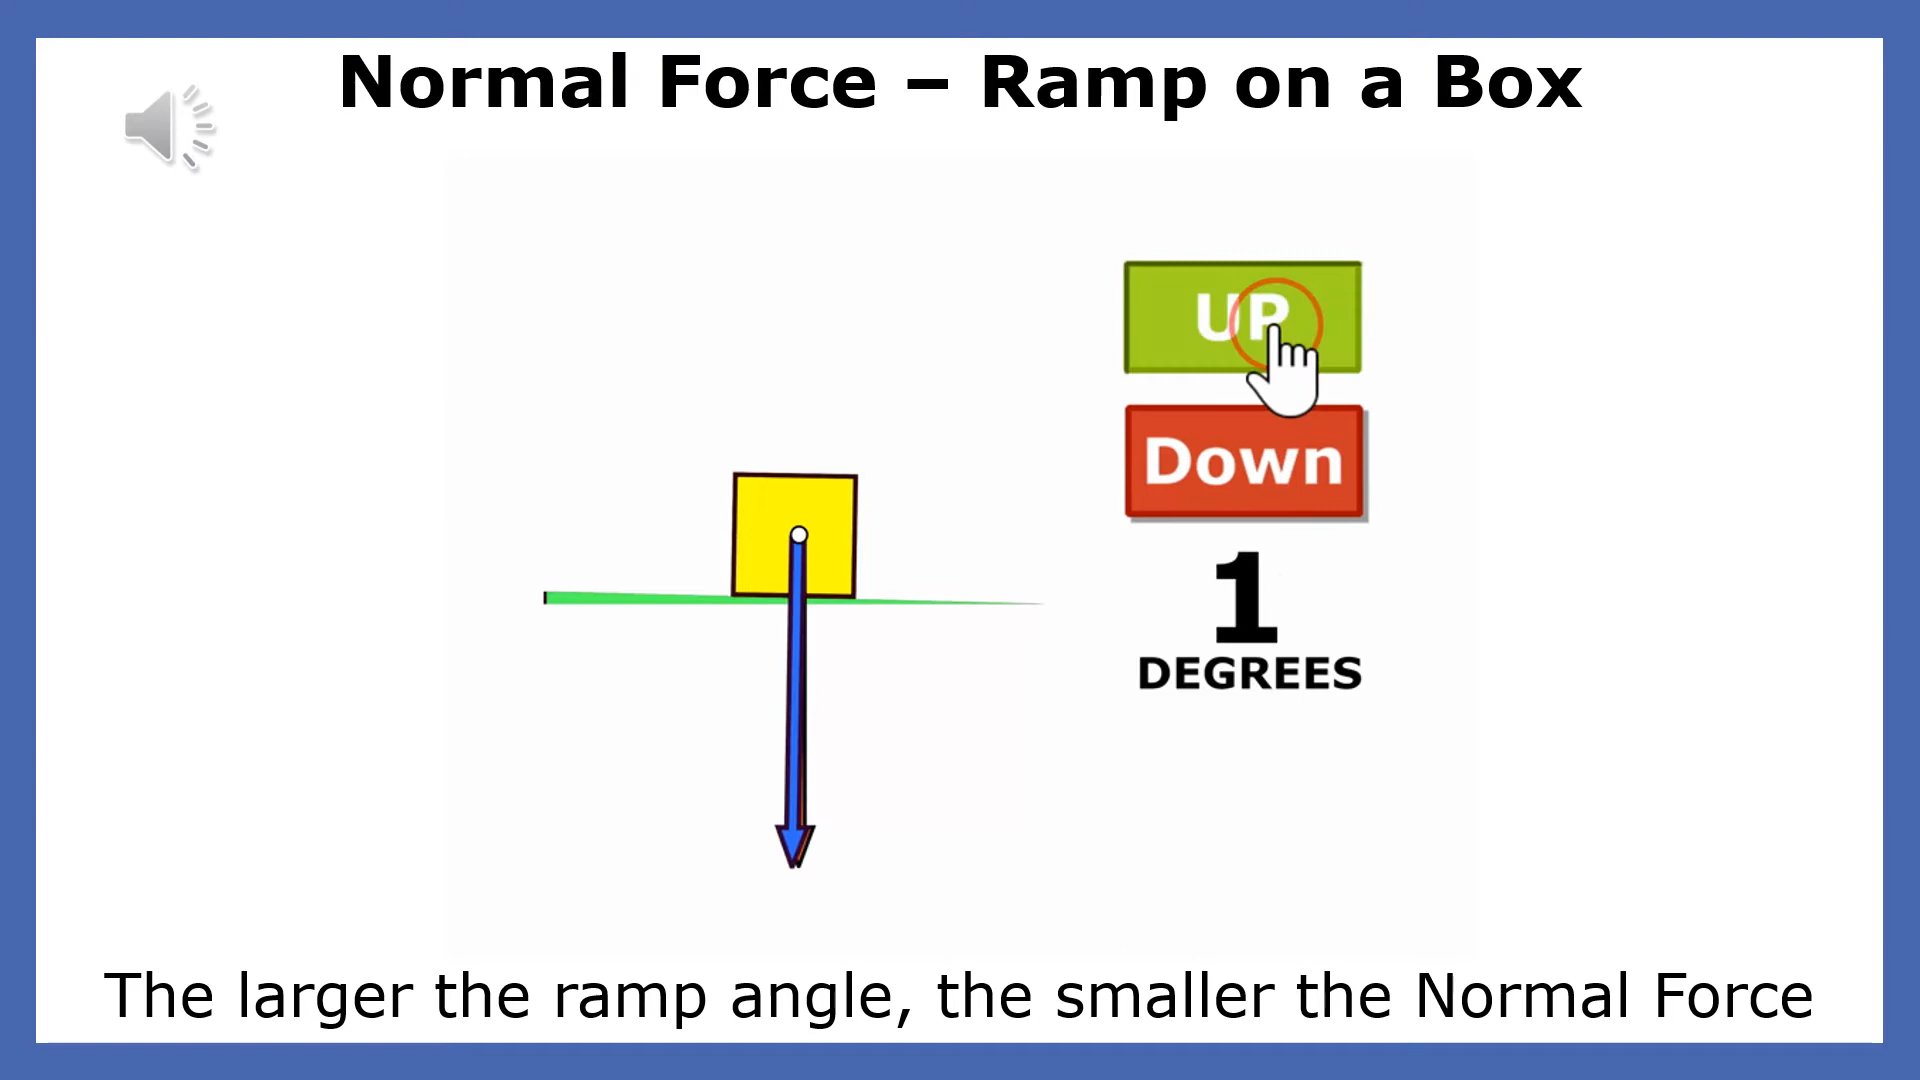 Normal Force – Ramp on a Box
UP
Down
1
DEGREES
The larger the ramp angle, the smaller the Normal Force